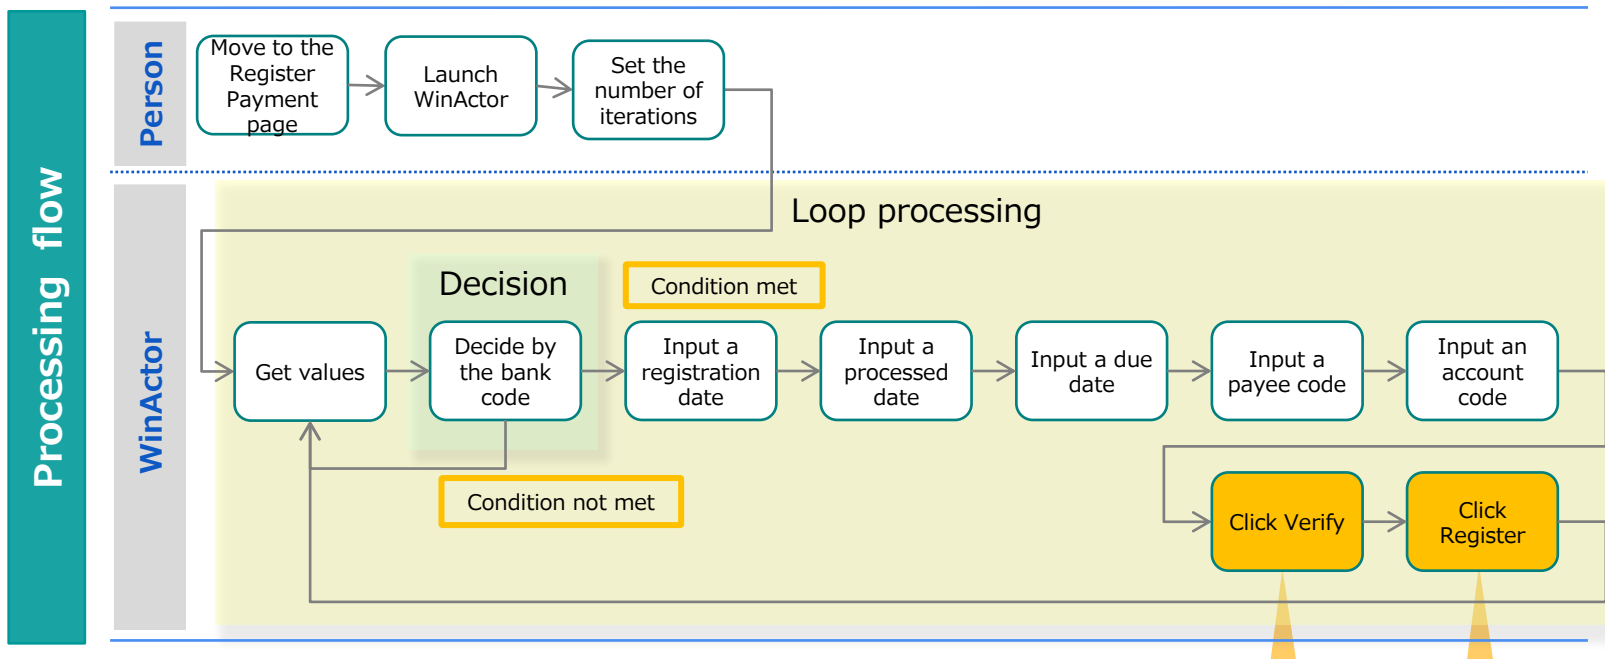 Processing flow
Person
Move to the
Register
Payment
page
Launch
WinActor
Set the
number of
iterations
WinActor
Loop processing
Decision
Condition met
Get values
Decide by
the bank
code
Input a
registration
date
Input a
processed
date
Input a due
date
Input a
payee code
Input an
account
code
Condition not met
Click Verify
Click
Register